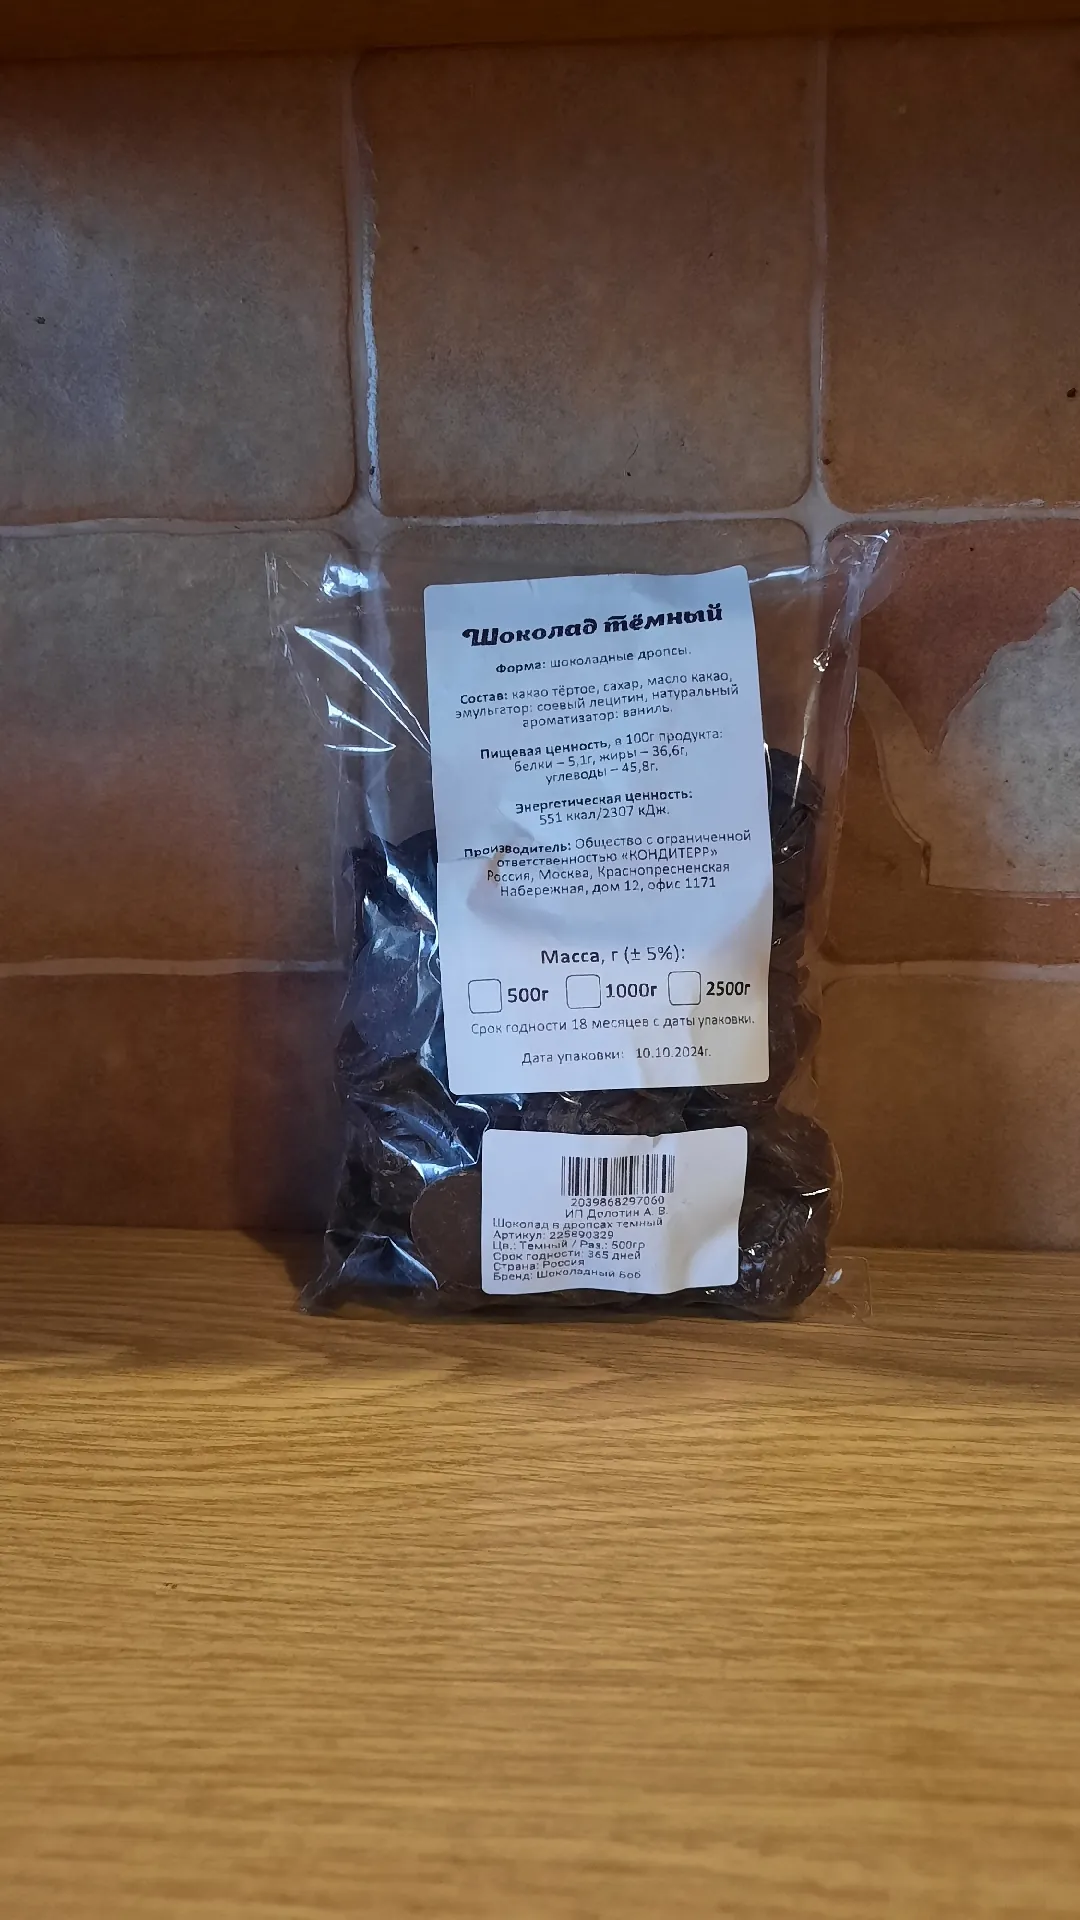 Шоколад тёмный
Форма: шоколадные дропсы.
Состав: какао тёртое, сахар, масло какао,
эмульгатор: соевый лецитин, натуральный
ароматизатор: ваниль.
Пищевая ценность, в 100г продукта:
белки – 5,1г, жиры – 36,6г,
углеводы – 45,8г.
Энергетическая ценность:
551 ккал/2307 кДж.
Производитель: Общество с ограниченной
ответственностью «КОНДИТЕРР»
Россия, Москва, Краснопресненская
Набережная, дом 12, офис 1171
Масса, г (± 5%):
500г 1000г 2500г
Срок годности 18 месяцев с даты упаковки.
Дата упаковки: 10.10.2024г.
2039868297060
ИП Долотин А. В.
Шоколад в дропсах темный
Артикул: 225890329
Цв.: Темный / Раз.: 500гр
Срок годности: 365 дней
Страна: Россия
Бренд: Шоколадный Боб